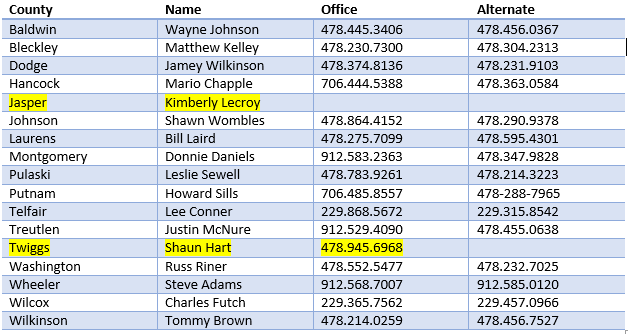 County Name Office Alternate
Baldwin Wayne Johnson 478.445.3406 478.456.0367
Bleckley Matthew Kelley 478.230.7300 478.304.2313
Dodge Jamey Wilkinson 478.374.8136 478.231.9103
Hancock Mario Chapple 706.444.5388 478.363.0584
Jasper Kimberly Lecroy
Johnson Shawn Wombles 478.864.4152 478.290.9378
Laurens Bill Laird 478.275.7099 478.595.4301
Montgomery Donnie Daniels 912.583.2363 478.347.9828
Pulaski Leslie Sewell 478.783.9261 478.214.3223
Putnam Howard Sills 706.485.8557 478-288-7965
Telfair Lee Conner 229.868.5672 229.315.8542
Treutlen Justin McNure 912.529.4090 478.455.0638
Twiggs Shaun Hart 478.945.6968
Washington Russ Riner 478.552.5477 478.232.7025
Wheeler Steve Adams 912.568.7007 912.585.0120
Wilcox Charles Futch 229.365.7562 229.457.0966
Wilkinson Tommy Brown 478.214.0259 478.456.7527